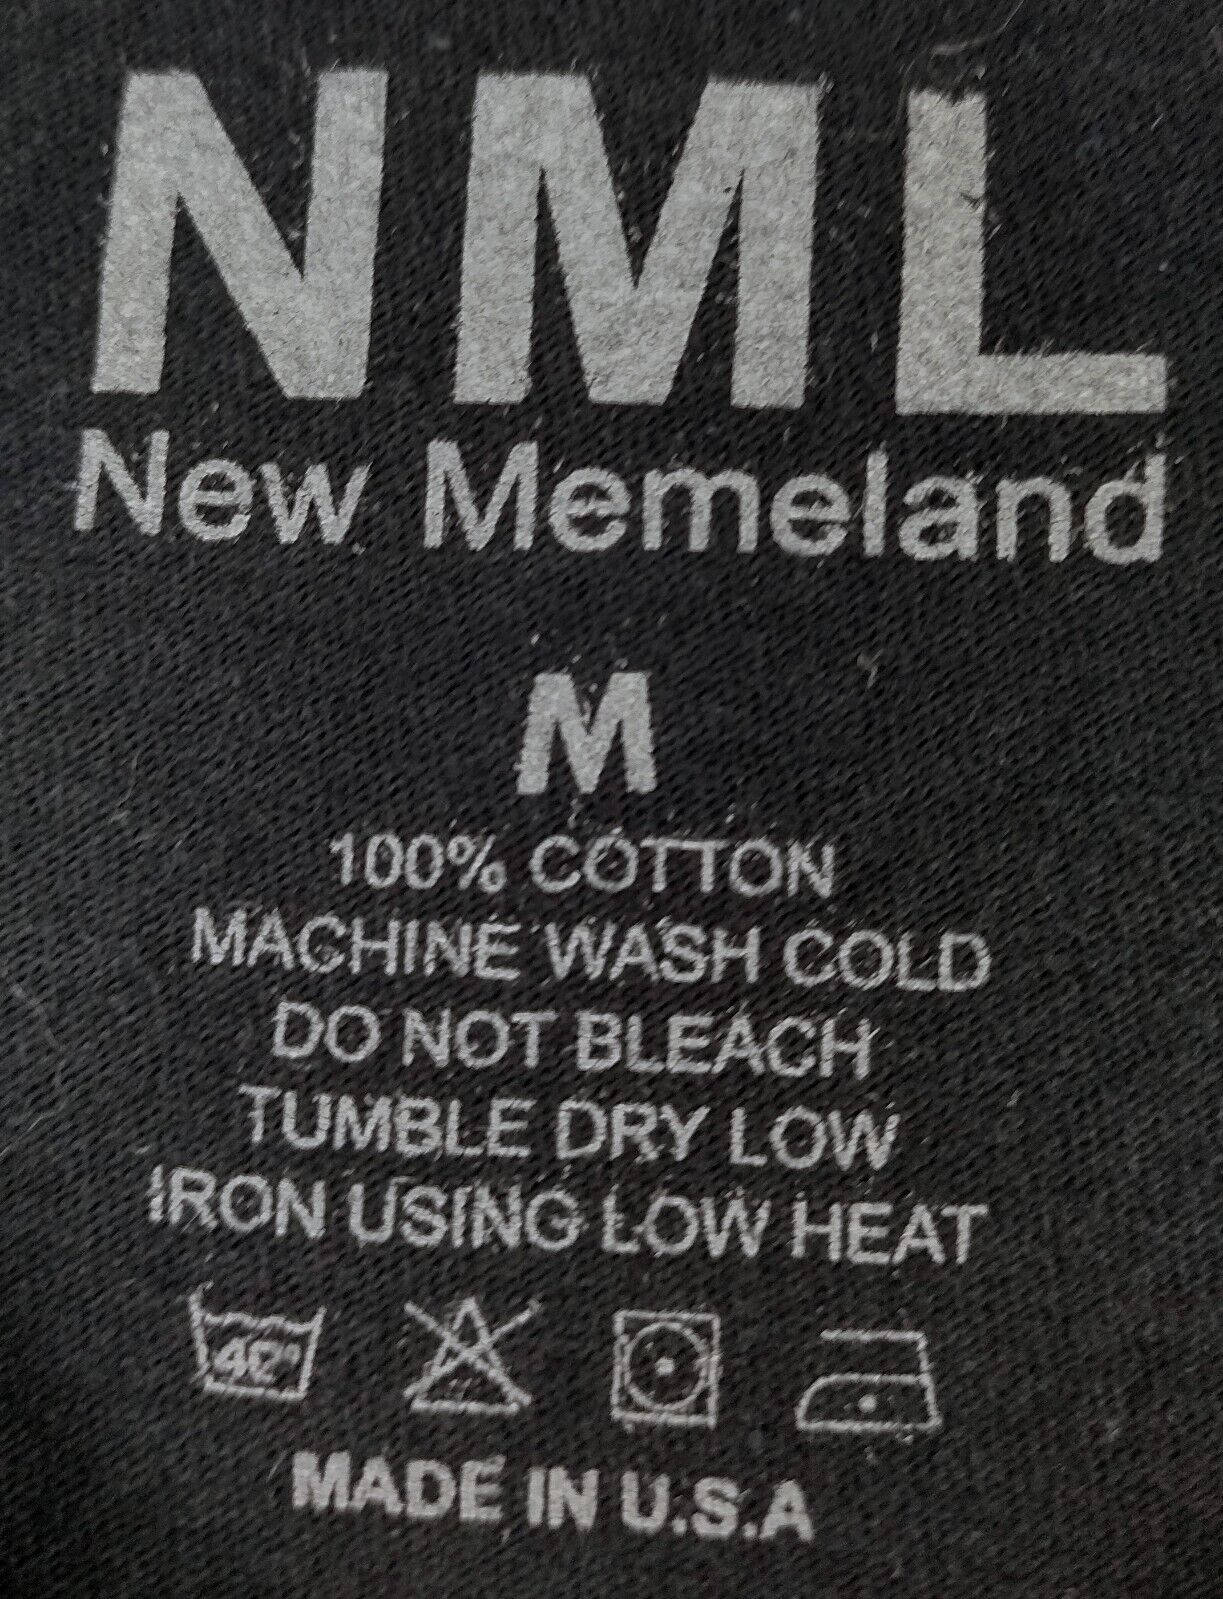 NML
New Memeland
M
100% COTTON
MACHINE WASH COLD
DO NOT BLEACH
TUMBLE DRY LOW
IRON USING LOW HEAT
40°
MADE IN U.S.A